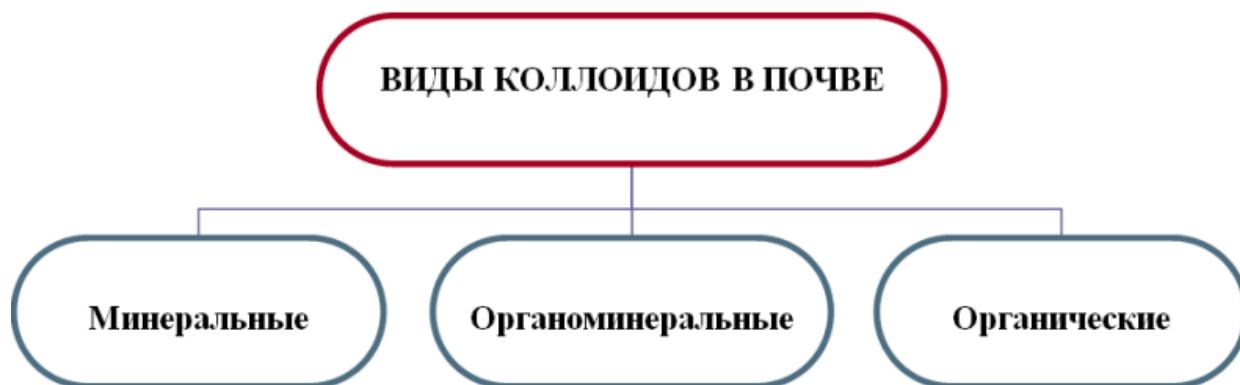 ВИДЫ КОЛЛОИДОВ В ПОЧВЕ
Минеральные
Органоминеральные
Органические